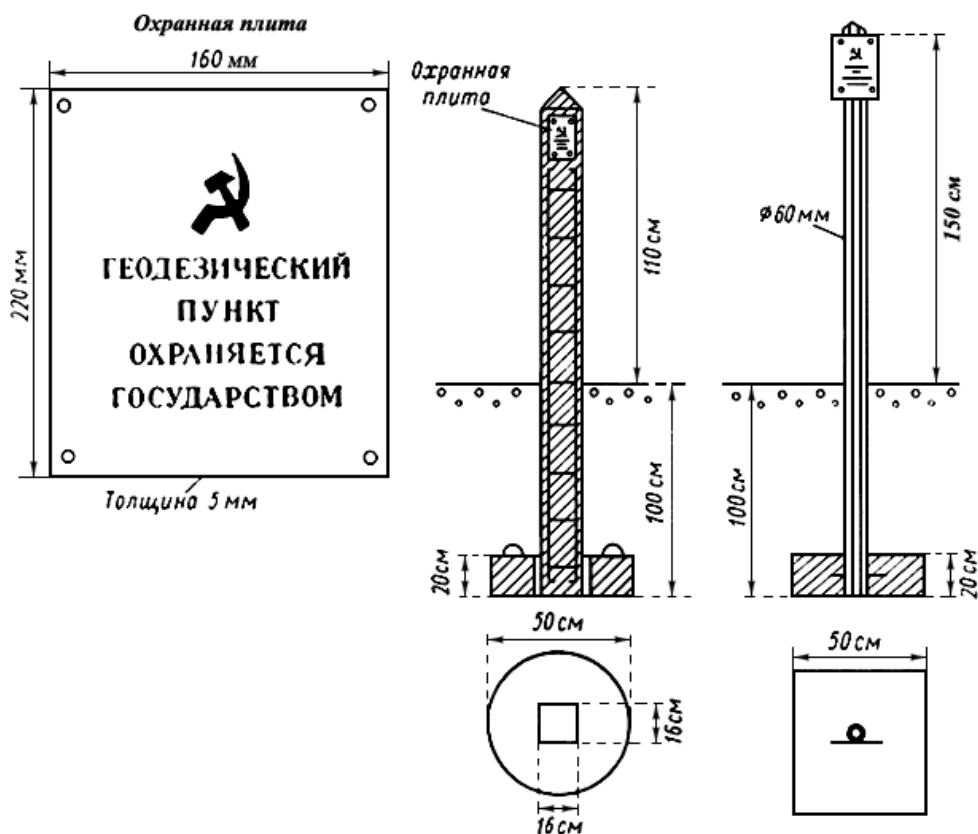 Охранная плита
160 мм
220 мм
ГЕОДЕЗИЧЕСКИЙ
ПУНКТ
ОХРАНЯЕТСЯ
ГОСУДАРСТВОМ
Толщина 5 мм
Охранная
плита
110 см
100 см
20 см
50 см
16 см
16 см
ø60 мм
150 см
100 см
20 см
50 см